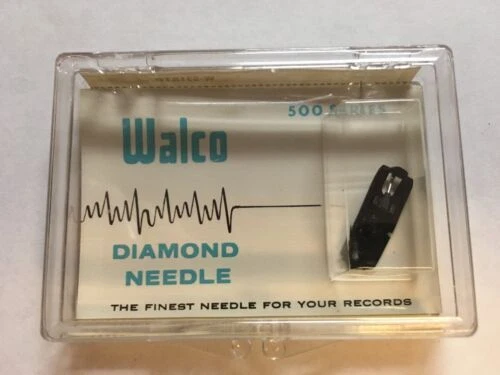 500 SERIES
Walco
DIAMOND
NEEDLE
THE FINEST NEEDLE FOR YOUR RECORDS